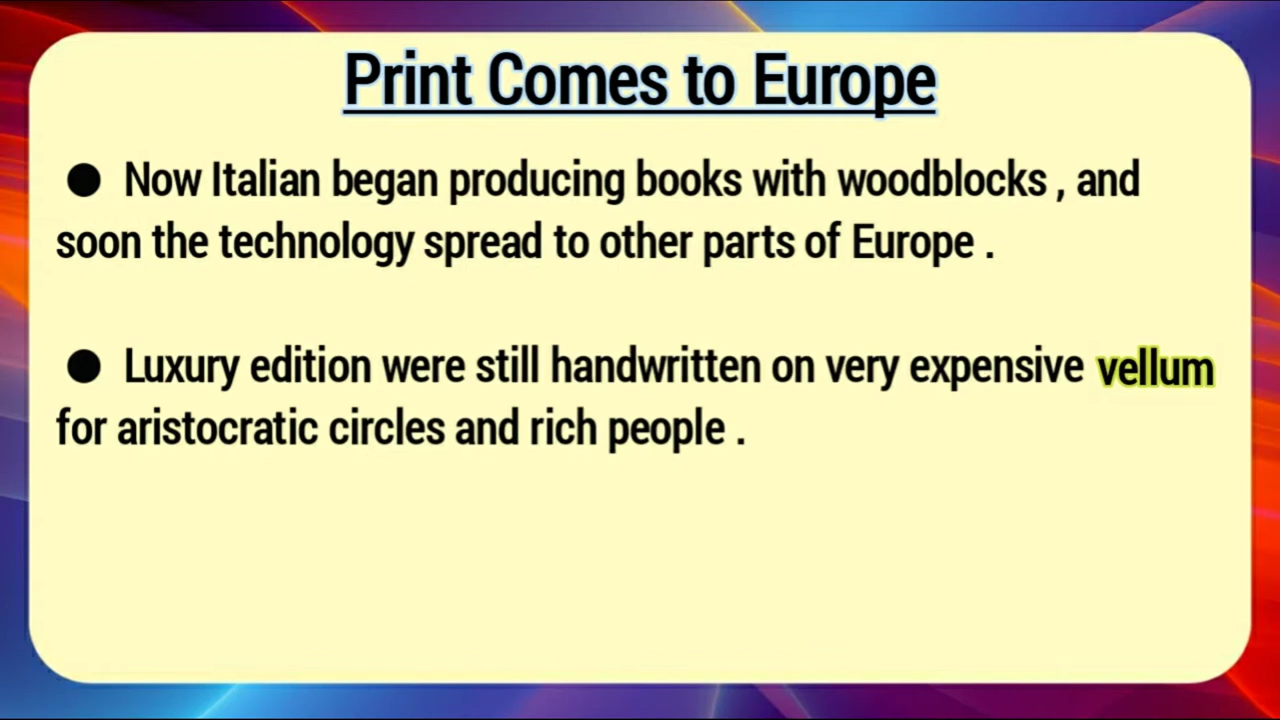 Print Comes to Europe
● Now Italian began producing books with woodblocks , and
soon the technology spread to other parts of Europe .
● Luxury edition were still handwritten on very expensive vellum
for aristocratic circles and rich people .